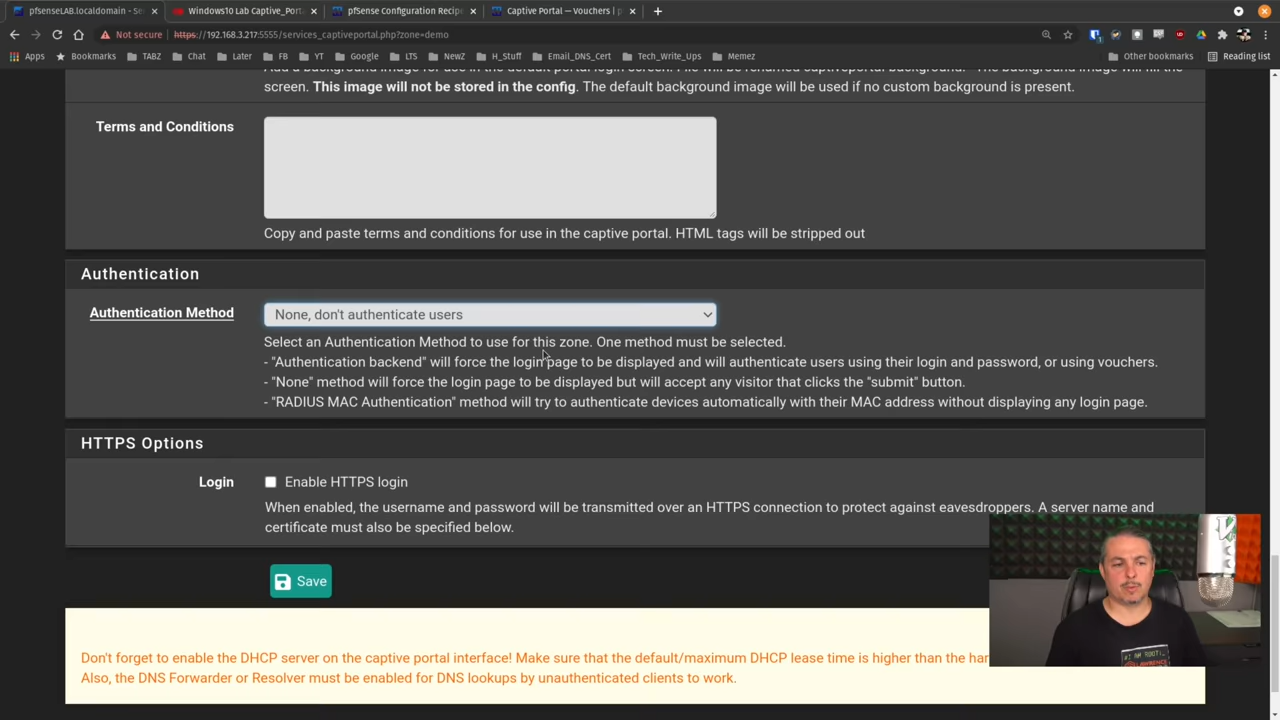 pfSenseLAB.localdomain - Se
Windows10 Lab Captive_Port
pfSense Configuration Recip
Captive Portal — Vouchers | p
Not secure
https://192.168.3.217:5555/services_captiveportal.php?zone=demo
Apps
Bookmarks
TABZ
Chat
Later
FB
YT
Google
LTS
NewZ
H_Stuff
Email_DNS_Cert
Tech_Write_Ups
Memez
Other bookmarks
Reading list
screen. This image will not be stored in the config. The default background image will be used if no custom background is present.
Terms and Conditions
Copy and paste terms and conditions for use in the captive portal. HTML tags will be stripped out
Authentication
Authentication Method
None, don't authenticate users
Select an Authentication Method to use for this zone. One method must be selected.
- "Authentication backend" will force the login page to be displayed and will authenticate users using their login and password, or using vouchers.
- "None" method will force the login page to be displayed but will accept any visitor that clicks the "submit" button.
- "RADIUS MAC Authentication" method will try to authenticate devices automatically with their MAC address without displaying any login page.
HTTPS Options
Login
Enable HTTPS login
When enabled, the username and password will be transmitted over an HTTPS connection to protect against eavesdroppers. A server name and
certificate must also be specified below.
Save
Don't forget to enable the DHCP server on the captive portal interface! Make sure that the default/maximum DHCP lease time is higher than the har
Also, the DNS Forwarder or Resolver must be enabled for DNS lookups by unauthenticated clients to work.